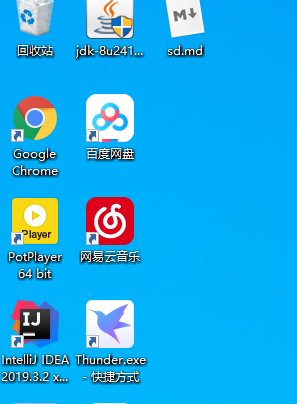 回收站
jdk-8u241...
M↓
sd.md
Google
Chrome
百度网盘
Player
PotPlayer
64 bit
网易云音乐
IJ
IntelliJ IDEA
2019.3.2 x...
Thunder.exe
- 快捷方式